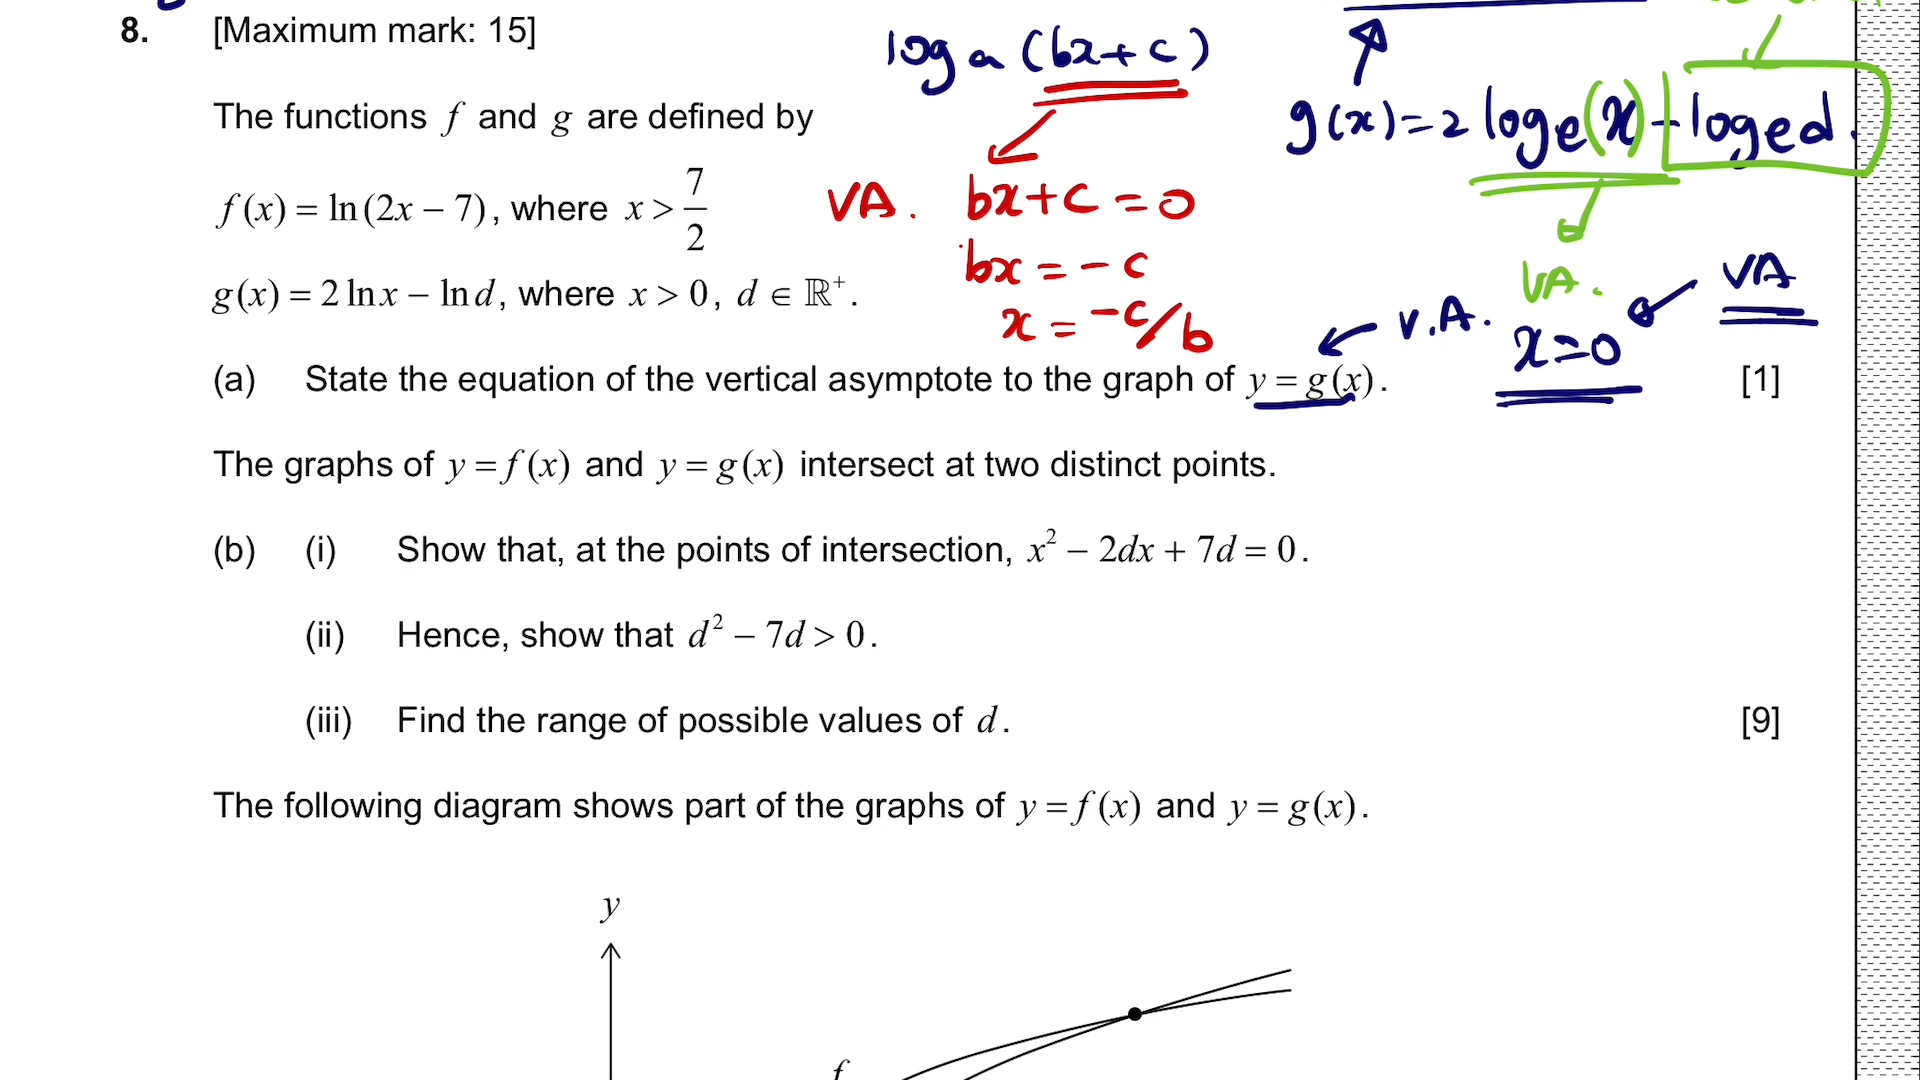 8. [Maximum mark: 15]
log a (bx+c)
The functions f and g are defined by
g(x)=2 loge(x) - loged.
f(x) = ln(2x − 7), where x > 7/2
VA. bx+c=0
bx = -c
x = -c/b
g(x) = 2 ln x − ln d, where x > 0, d ∈ ℝ⁺.
VA.
VA
V.A.
x=0
(a) State the equation of the vertical asymptote to the graph of y = g(x). [1]
The graphs of y = f(x) and y = g(x) intersect at two distinct points.
(b) (i) Show that, at the points of intersection, x² − 2dx + 7d = 0.
(ii) Hence, show that d² − 7d > 0.
(iii) Find the range of possible values of d. [9]
The following diagram shows part of the graphs of y = f(x) and y = g(x).
y
f